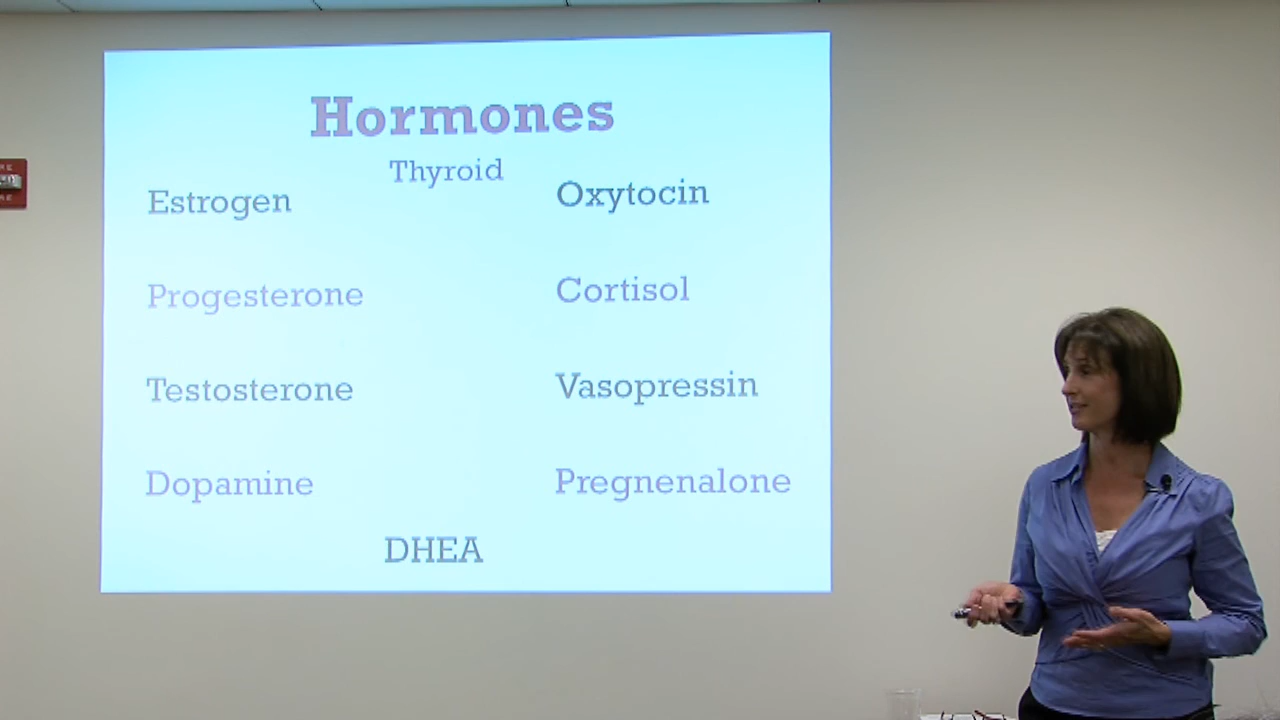 Hormones
Thyroid
Estrogen
Oxytocin
Progesterone
Cortisol
Testosterone
Vasopressin
Dopamine
Pregnenalone
DHEA